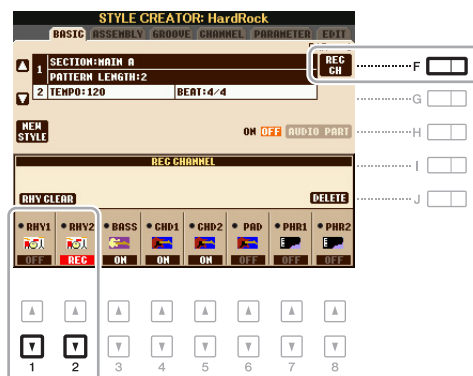 STYLE CREATOR: HardRock
BASIC ASSEMBLY GROOVE CHANNEL PARAMETER EDIT
1 SECTION:MAIN A
PATTERN LENGTH:2
2 TEMPO:120 BEAT:4/4
REC CH
F
G
NEW STYLE
ON OFF AUDIO PART
H
REC CHANNEL
I
RHY CLEAR DELETE
J
RHY1 RHY2 BASS CHD1 CHD2 PAD PHR1 PHR2
OFF REC ON ON ON OFF OFF OFF
1 2 3 4 5 6 7 8